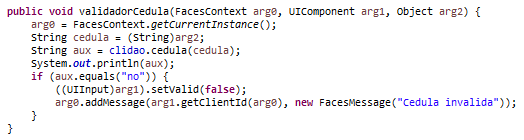 public void validadorCedula(FacesContext arg0, UIComponent arg1, Object arg2) {
arg0 = FacesContext.getCurrentInstance();
String cedula = (String)arg2;
String aux = clidao.cedula(cedula);
System.out.println(aux);
if (aux.equals("no")) {
((UIInput)arg1).setValid(false);
arg0.addMessage(arg1.getClientId(arg0), new FacesMessage("Cedula invalida"));
}
}